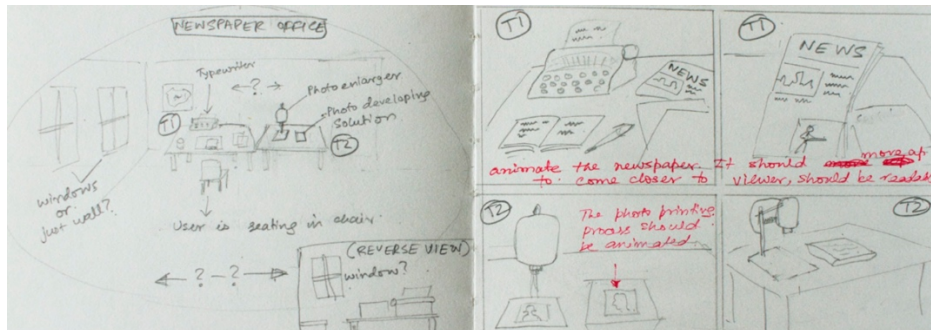 NEWSPAPER OFFICE
Typewriter
?
Photo enlarger
Photo developing
solution
T1
T2
windows
or
just wall?
User is seating in chair.
? - ?
(REVERSE VIEW)
window?
T1
NEWS
T1
NEWS
animate the newspaper. It should move up
to come closer to viewer, should be readab
T2
The photo printing
process should
be animated
T2